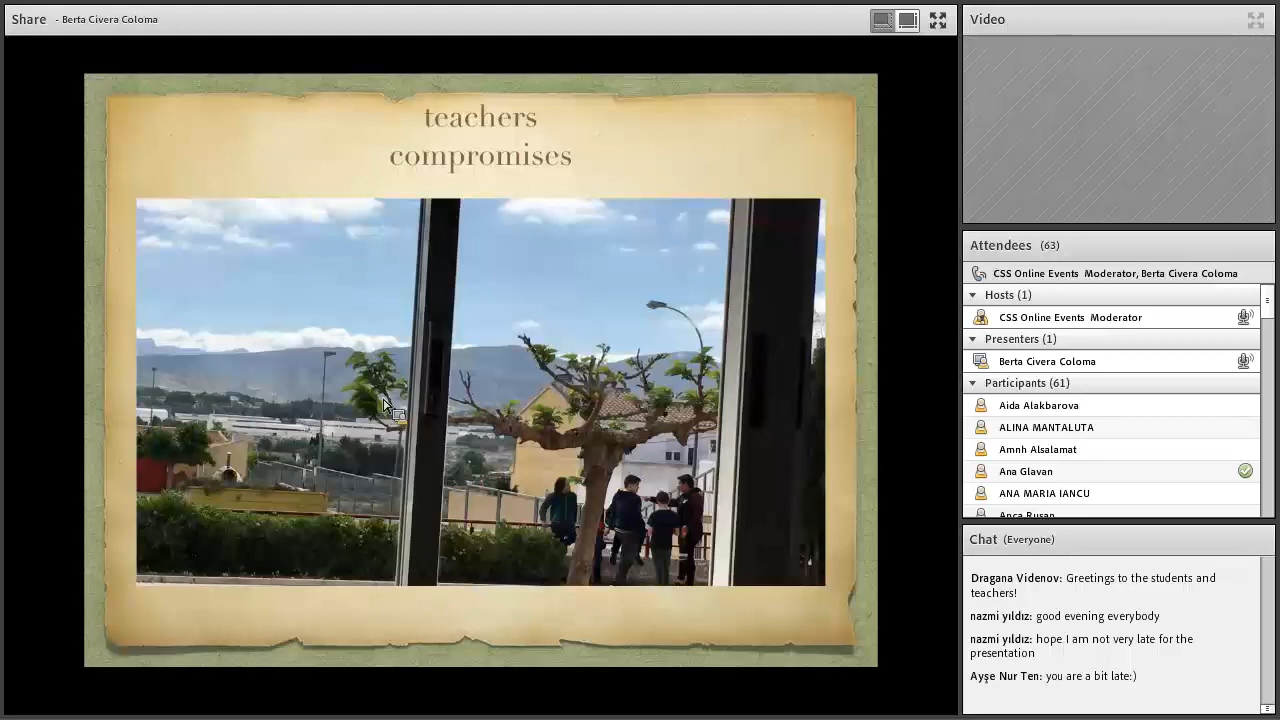 Share - Berta Civera Coloma
teachers
compromises
Video
Attendees (63)
CSS Online Events Moderator, Berta Civera Coloma
Hosts (1)
CSS Online Events Moderator
Presenters (1)
Berta Civera Coloma
Participants (61)
Aida Alakbarova
ALINA MANTALUTA
Amnh Alsalamat
Ana Glavan
ANA MARIA IANCU
Anca Rusan
Chat (Everyone)
Dragana Videnov: Greetings to the students and
teachers!
nazmi yıldız: good evening everybody
nazmi yıldız: hope I am not very late for the
presentation
Ayşe Nur Ten: you are a bit late:)